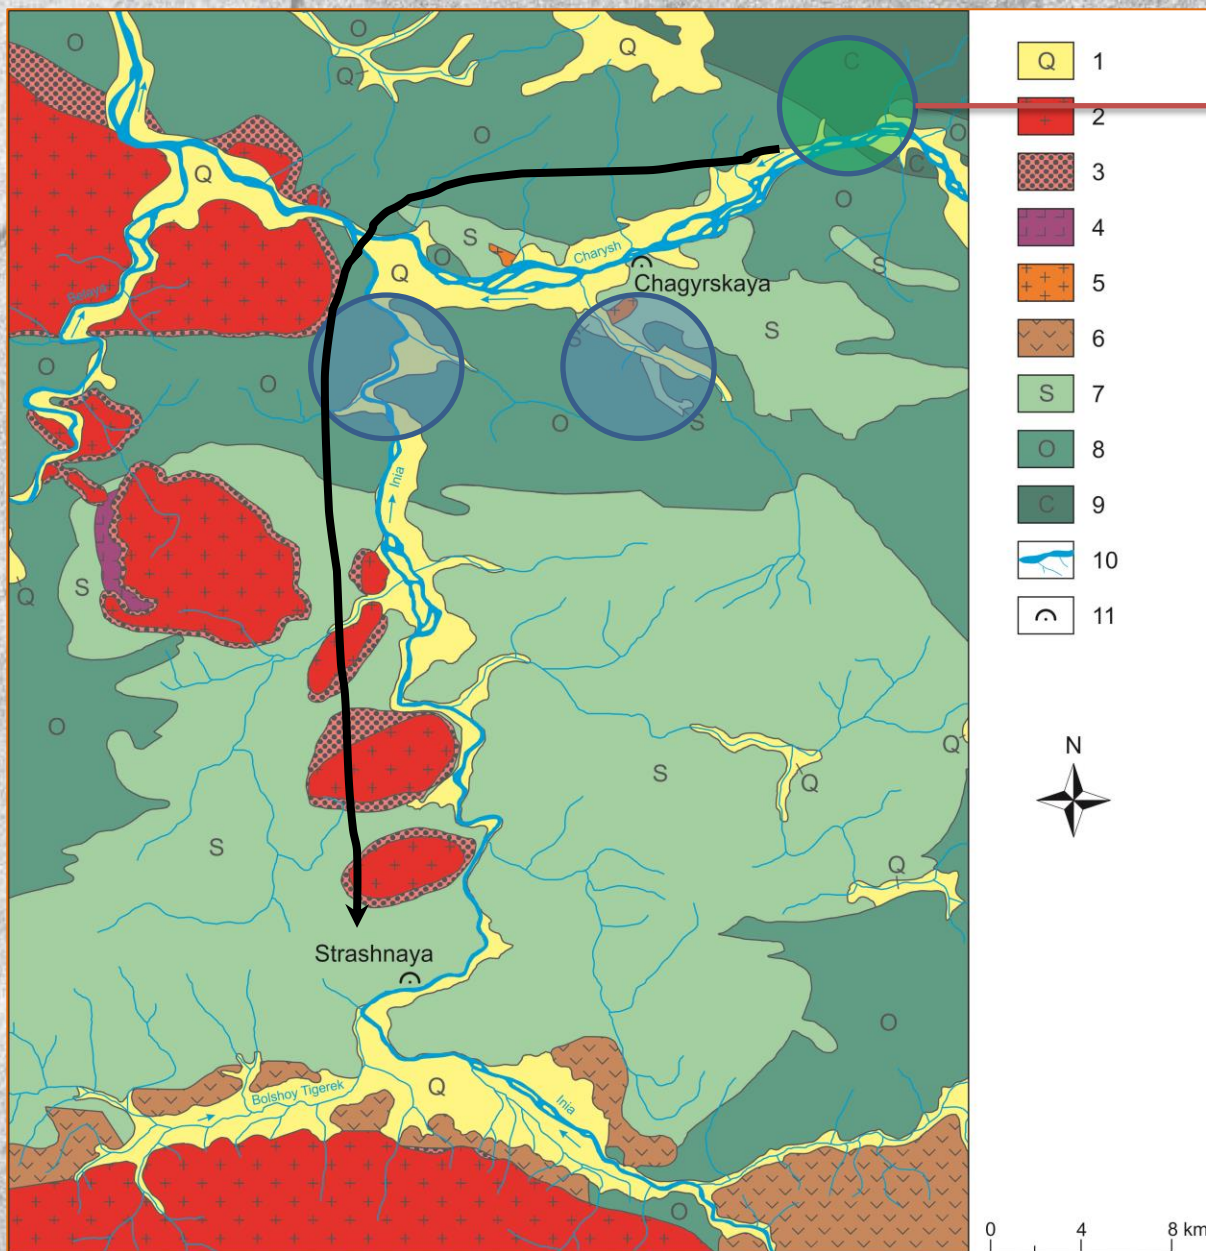 O
O
Q
Q
C
O
O
C
O
Q
S
O
Charysh
S
Q
Chagyrskaya
Belaya
S
S
O
O
O
S
Inia
S
Q
O
Q
S
Q
S
Q
Strashnaya
O
Q
Bolshoy Tigerek
Inia
O
Q 1
2
3
4
5
6
S 7
O 8
C 9
10
11
N
0 4 8 km